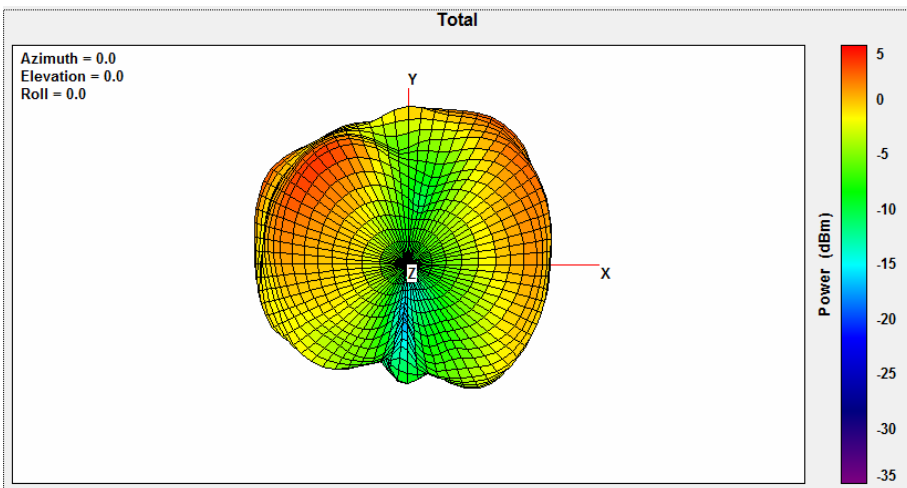 Total
Azimuth = 0.0
Elevation = 0.0
Roll = 0.0
Y
X
Z
5
0
-5
-10
-15
-20
-25
-30
-35
Power (dBm)